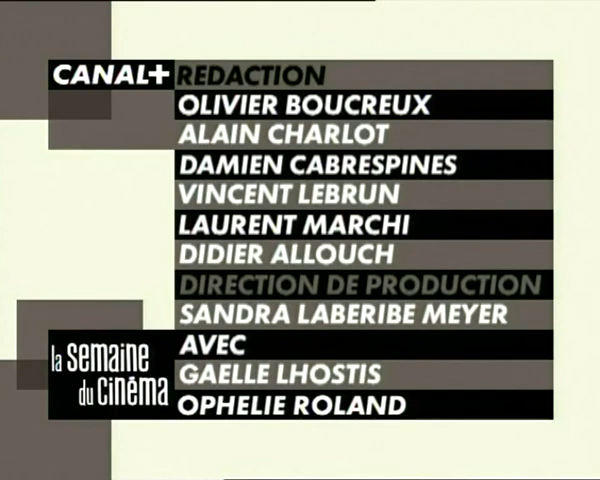 CANAL+ REDACTION
OLIVIER BOUCREUX
ALAIN CHARLOT
DAMIEN CABRESPINES
VINCENT LEBRUN
LAURENT MARCHI
DIDIER ALLOUCH
DIRECTION DE PRODUCTION
SANDRA LABERIBE MEYER
AVEC
GAELLE LHOSTIS
OPHELIE ROLAND
la semaine
du cinéma